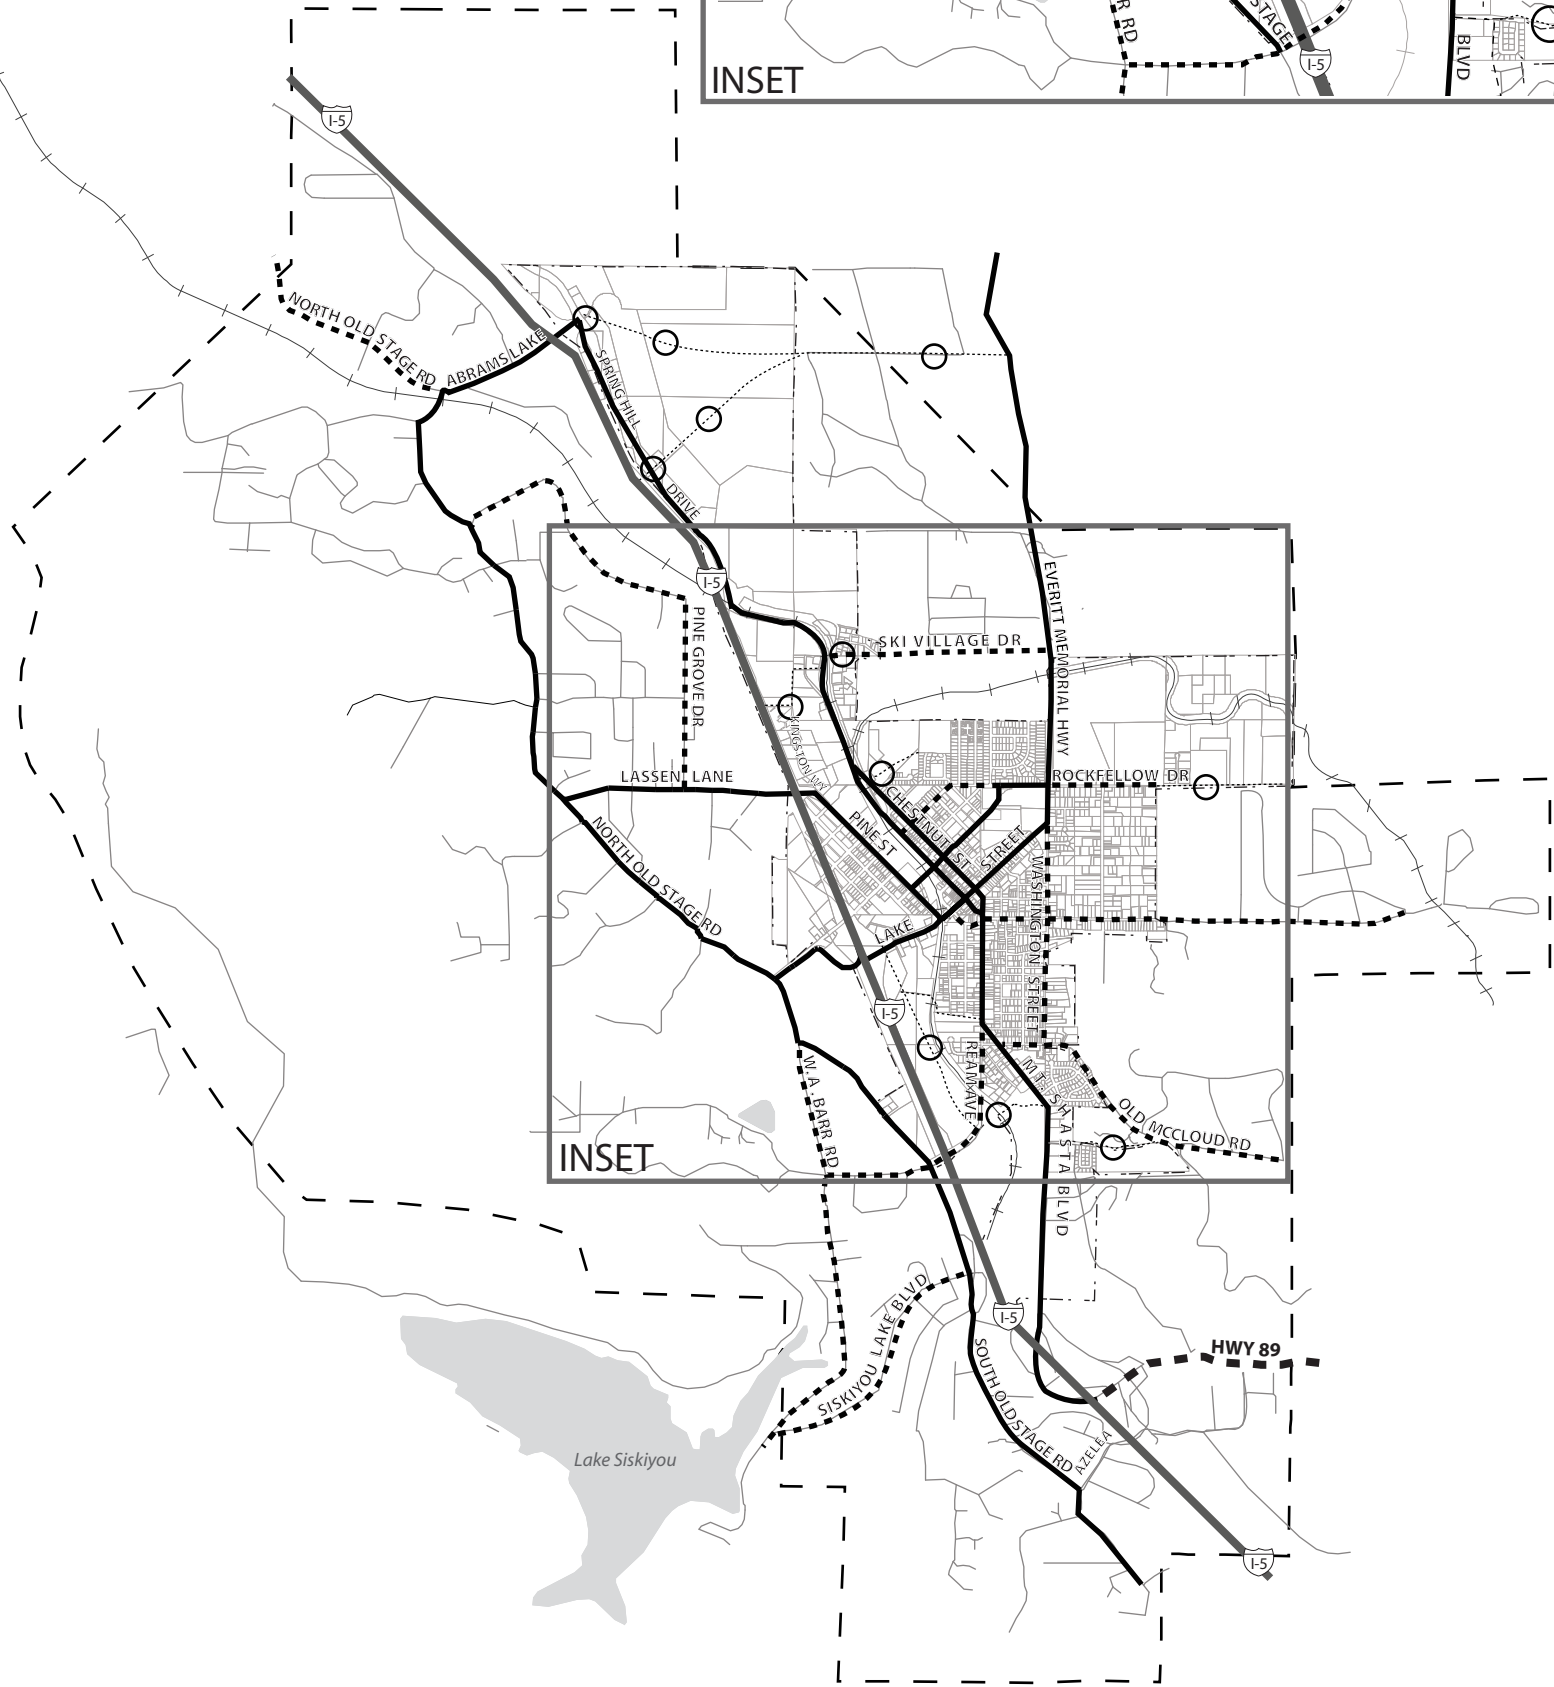 R RD
STAGE
I-5
BLVD
INSET
I-5
NORTH OLD STAGE RD
ABRAMS LAKE
SPRING HILL
DRIVE
I-5
EVERITT MEMORIAL HWY
SKI VILLAGE DR
PINE GROVE DR
KINGSTON WY
LASSEN LANE
ROCKFELLOW DR
CHESTNUT ST
PINE ST
STREET
NORTH OLD STAGE RD
WASHINGTON STREET
LAKE
I-5
REAM AVE
MT. SHASTA BLVD
W. A. BARR RD
OLD MCCLOUD RD
INSET
SISKIYOU LAKE BLVD
I-5
HWY 89
SOUTH OLD STAGE RD
AZELEA
Lake Siskiyou
I-5